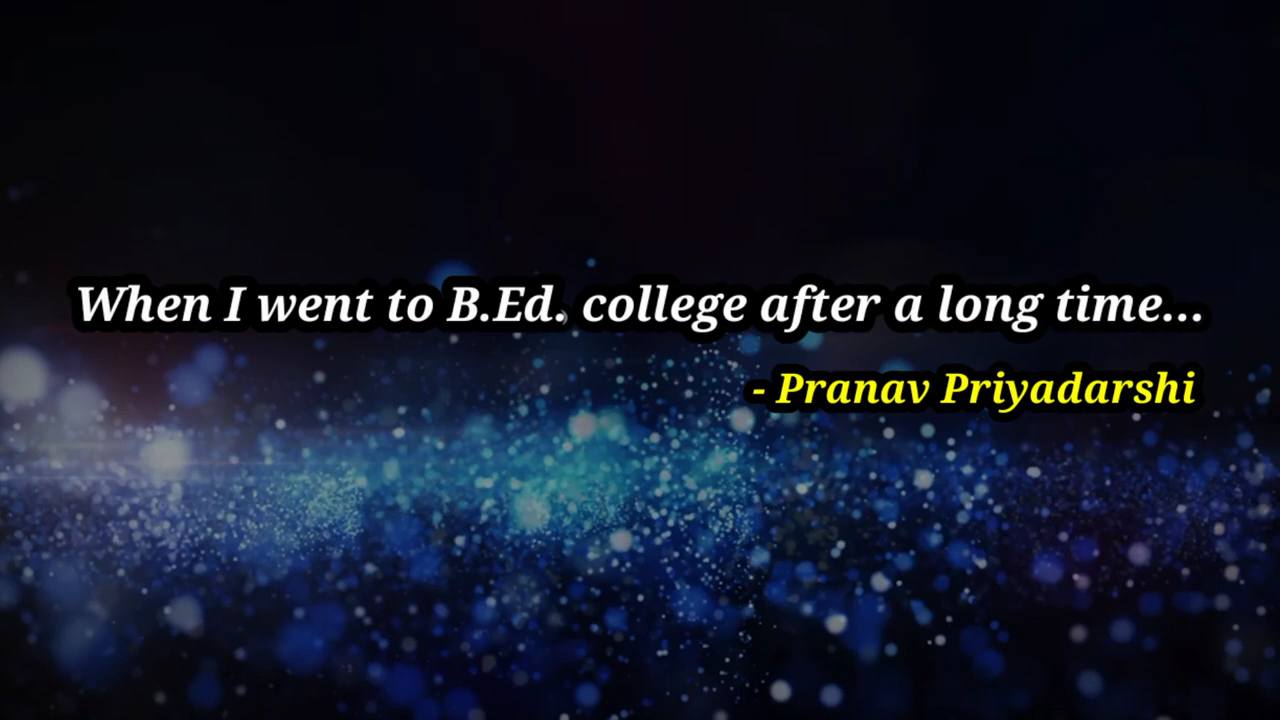 When I went to B.Ed. college after a long time...
- Pranav Priyadarshi